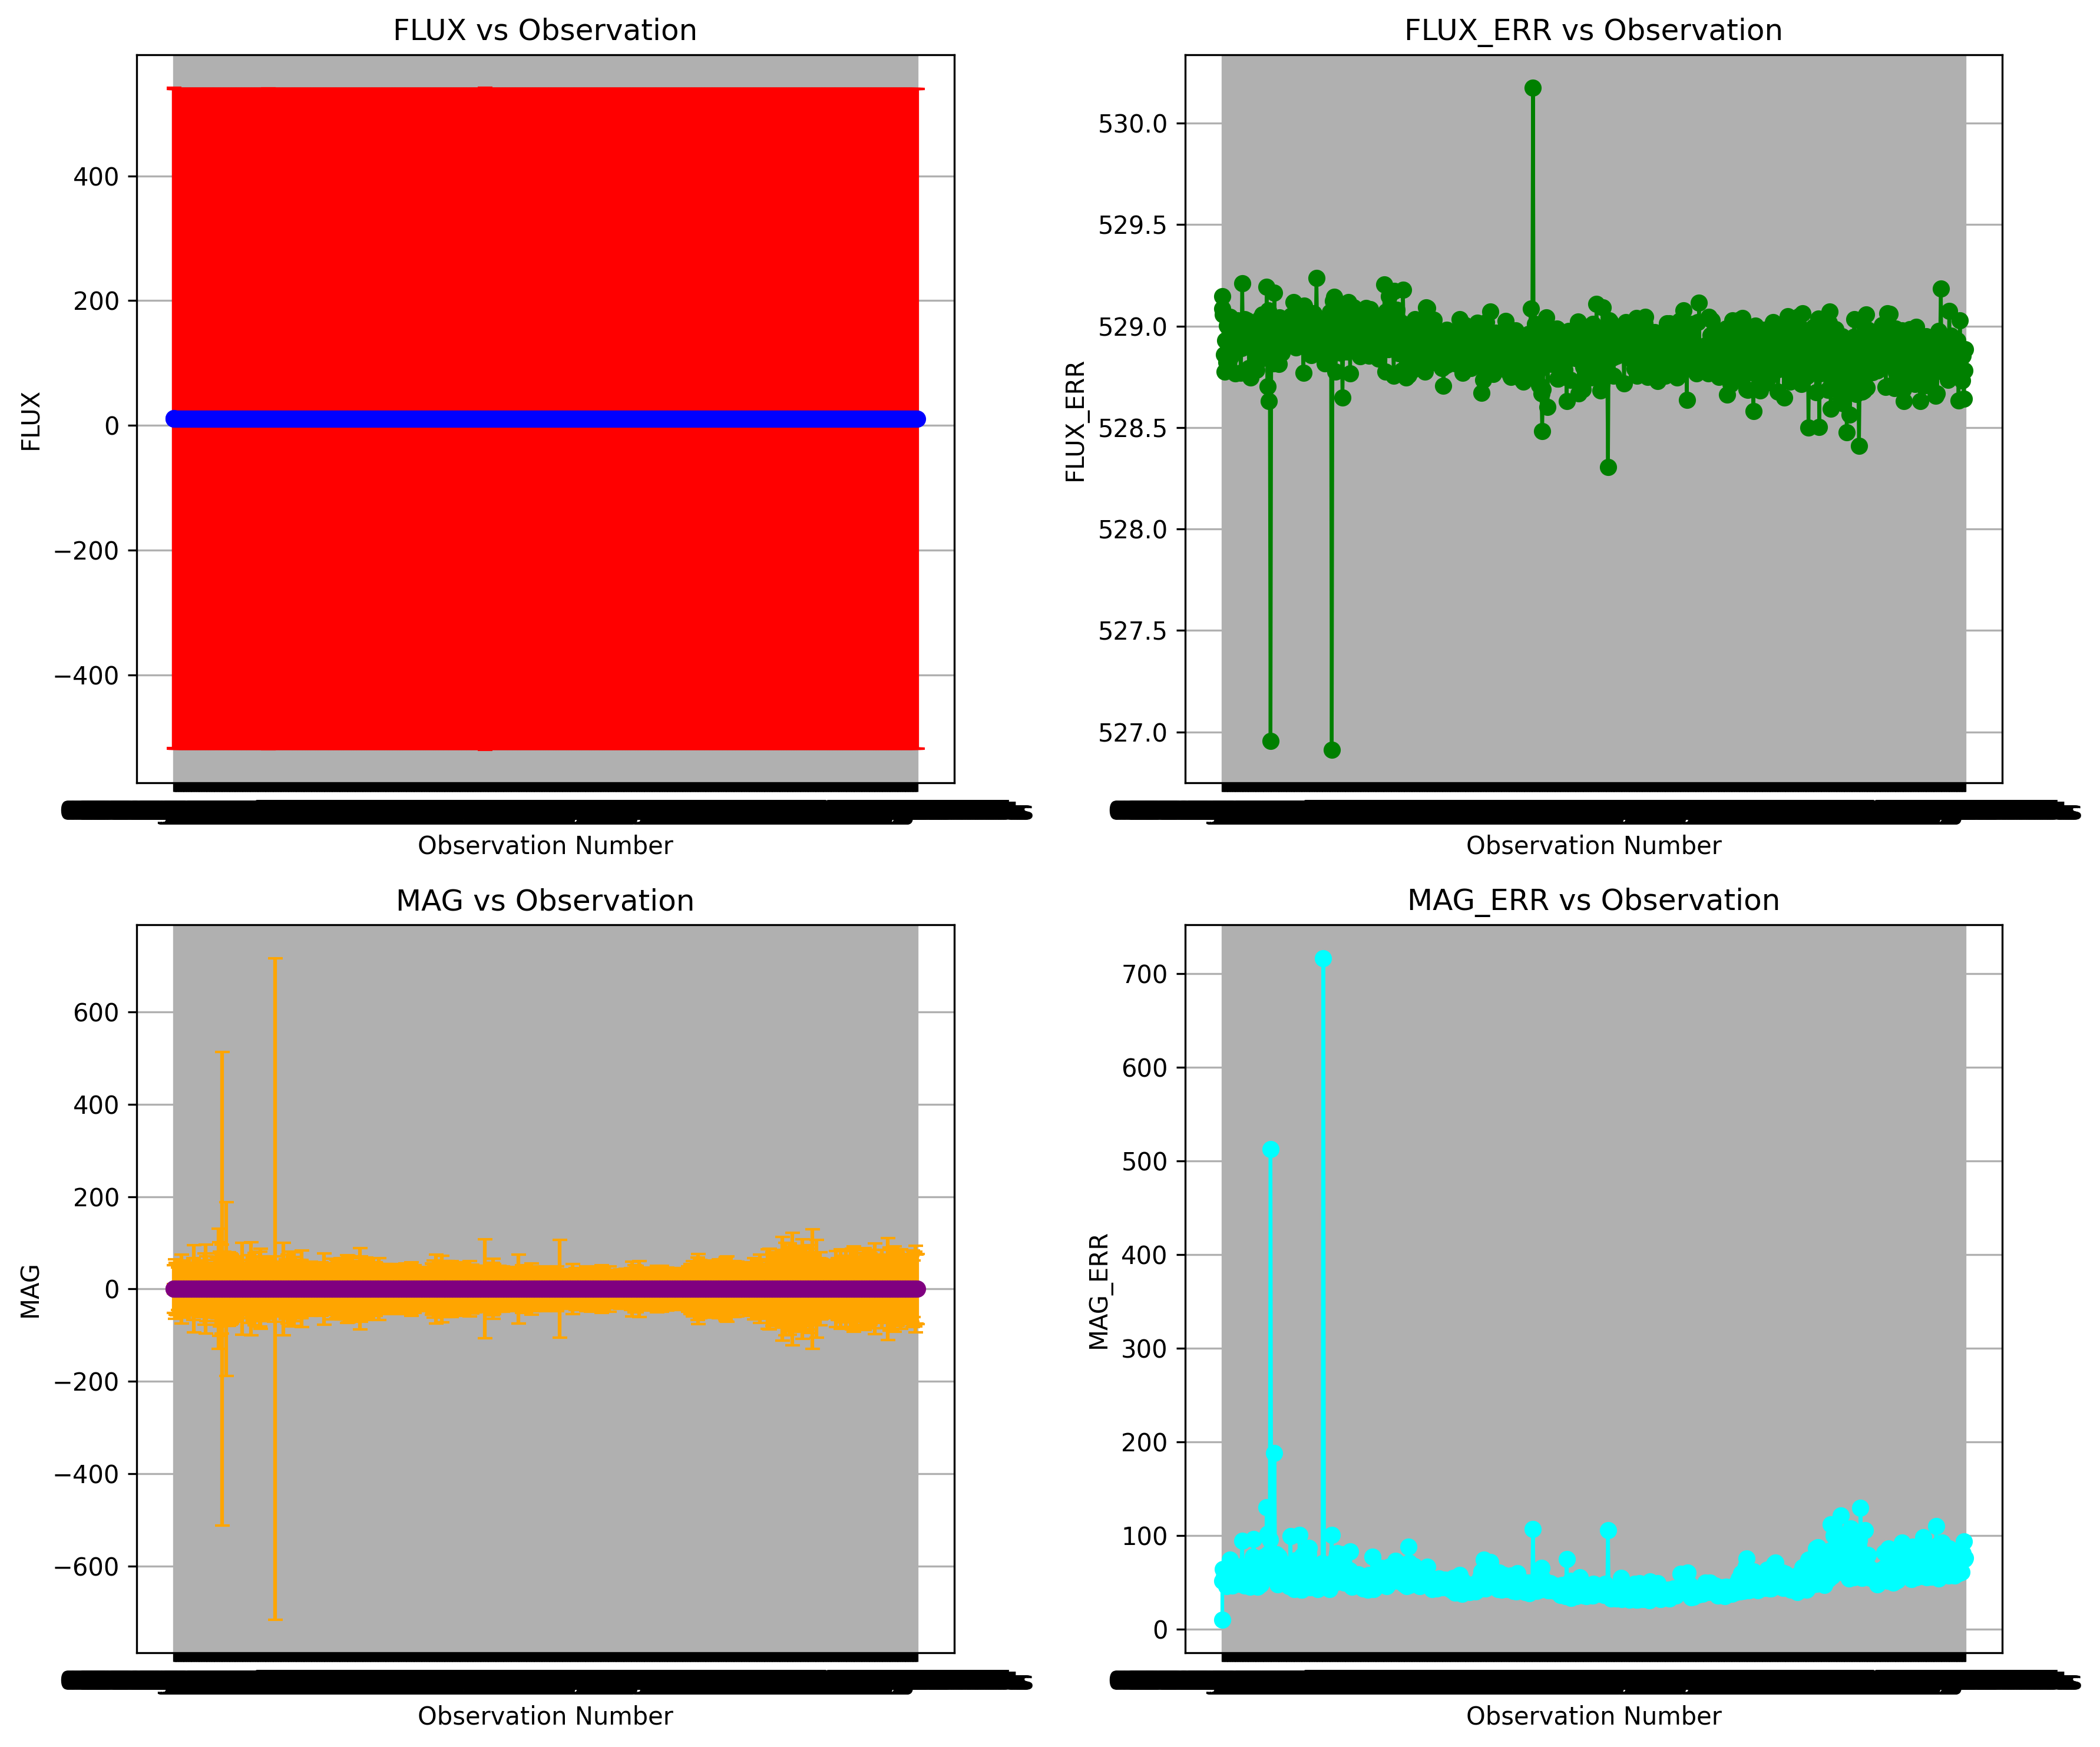 FLUX vs Observation
FLUX
400
200
0
−200
−400
Observation Number
FLUX_ERR vs Observation
FLUX_ERR
530.0
529.5
529.0
528.5
528.0
527.5
527.0
Observation Number
MAG vs Observation
MAG
600
400
200
0
−200
−400
−600
Observation Number
MAG_ERR vs Observation
MAG_ERR
700
600
500
400
300
200
100
0
Observation Number